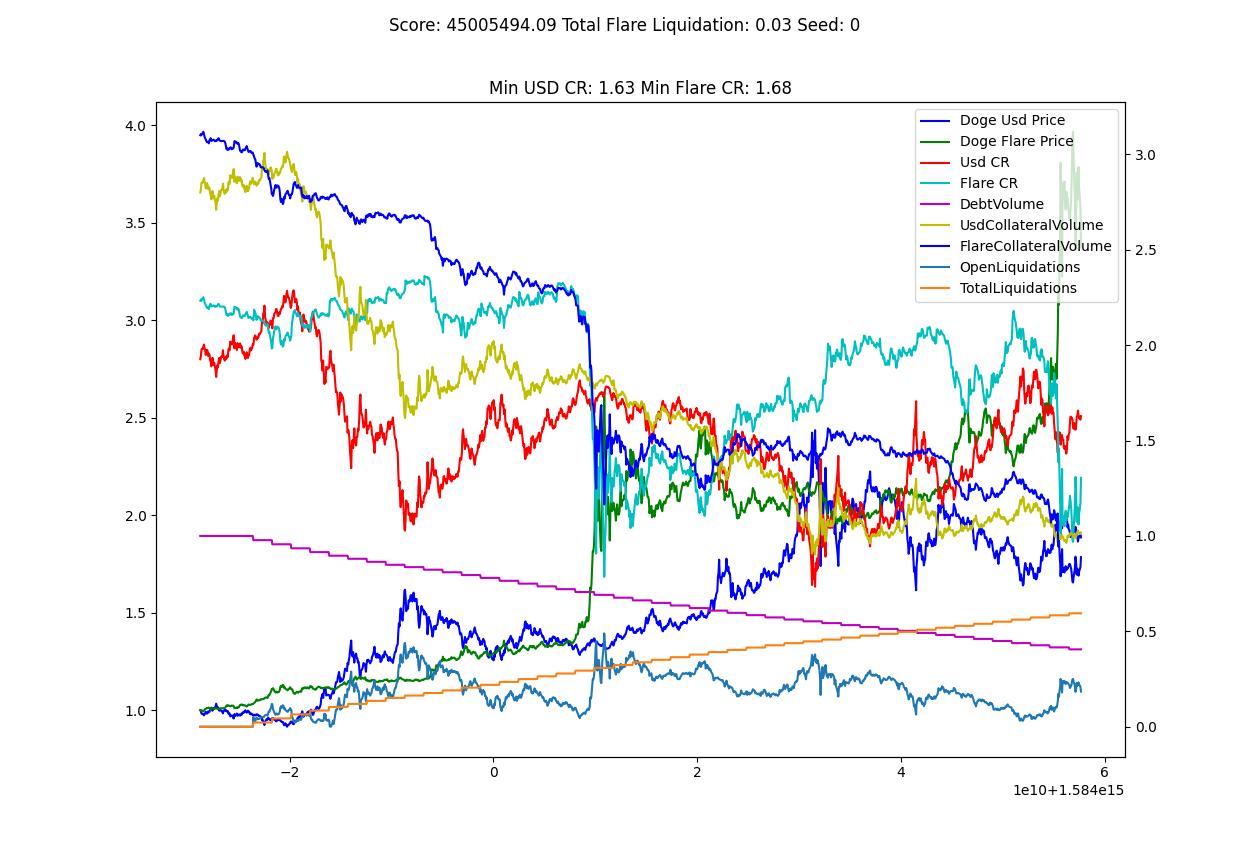 Score: 45005494.09 Total Flare Liquidation: 0.03 Seed: 0
Min USD CR: 1.63 Min Flare CR: 1.68
4.0
3.5
3.0
2.5
2.0
1.5
1.0
Doge Usd Price
Doge Flare Price
Usd CR
Flare CR
DebtVolume
UsdCollateralVolume
FlareCollateralVolume
OpenLiquidations
TotalLiquidations
3.0
2.5
2.0
1.5
1.0
0.5
0.0
−2
0
2
4
6
1e10+1.584e15